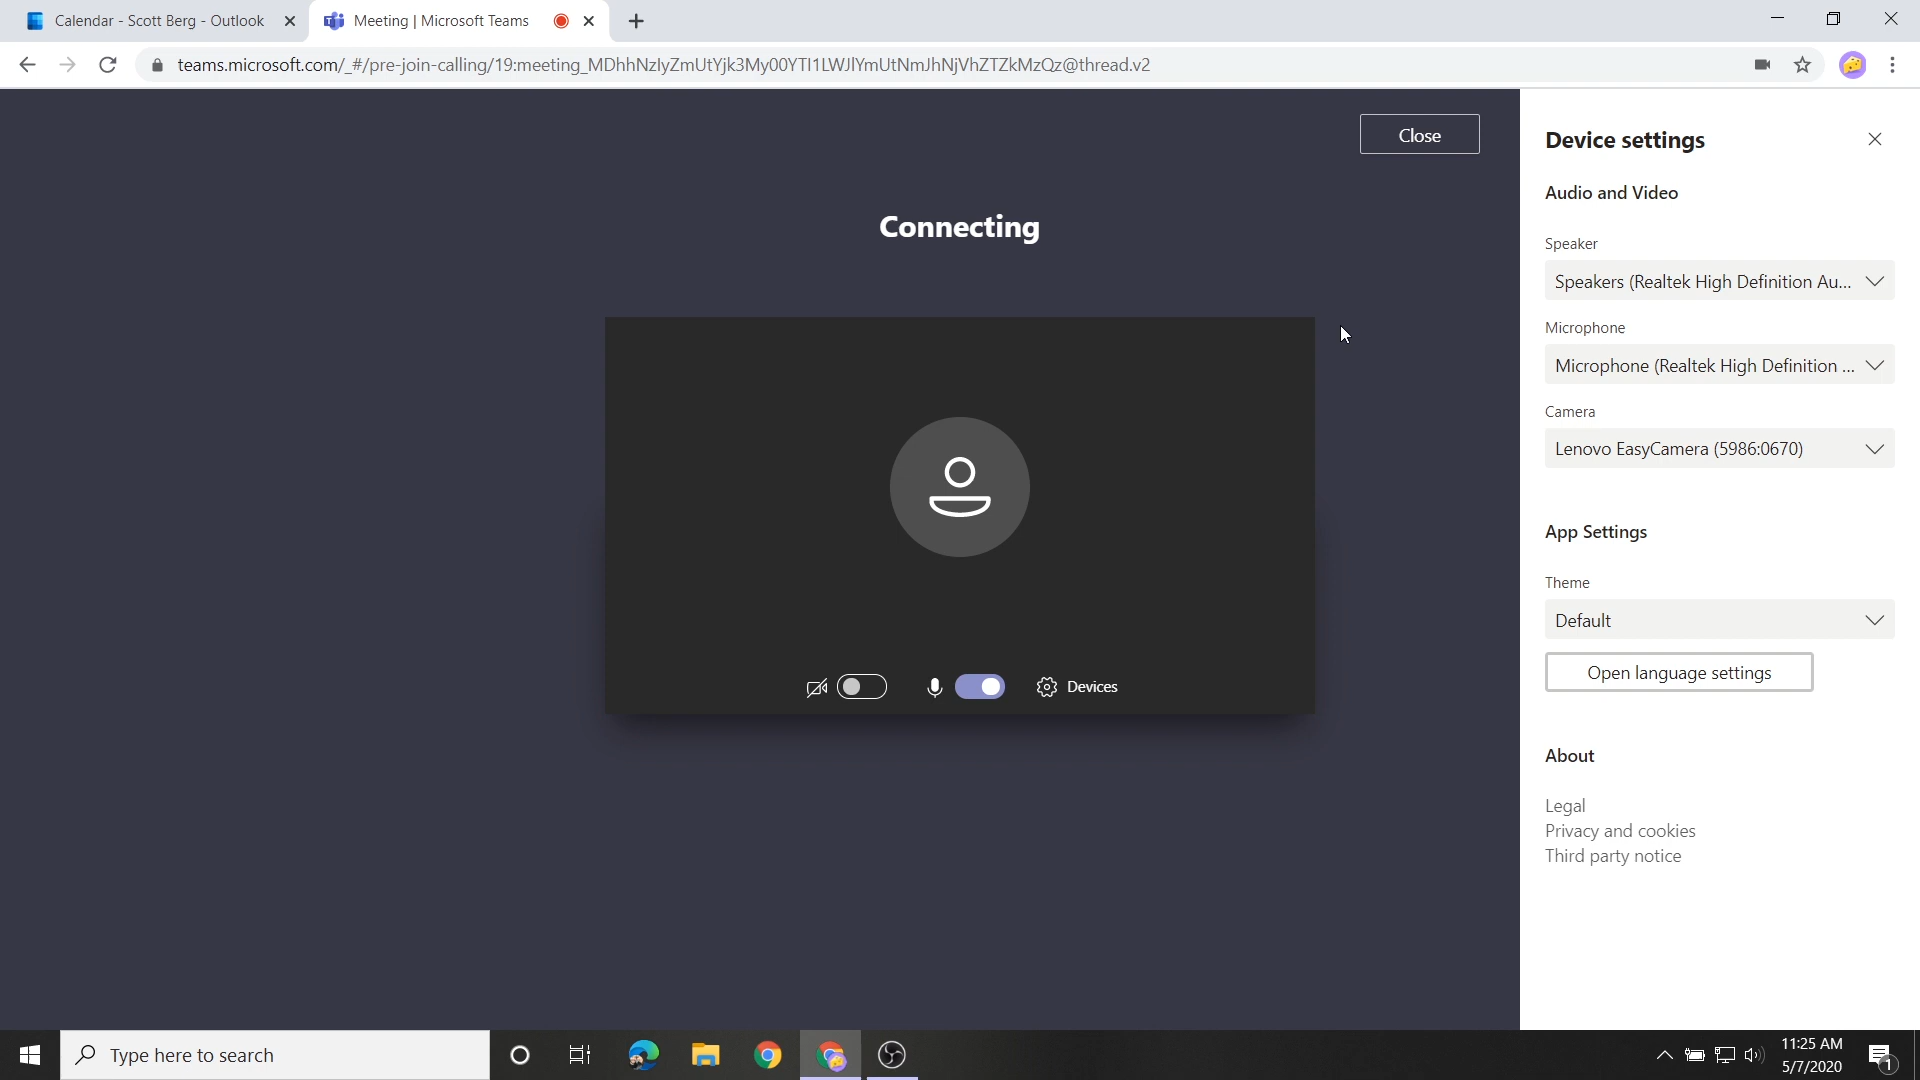 Calendar - Scott Berg - Outlook
Meeting | Microsoft Teams
teams.microsoft.com/_#/pre-join-calling/19:meeting_MDhhNzIyZmUtYjk3My00YTI1LWJlYmUtNmJhNjVhZTZkMzQz@thread.v2
Close
Connecting
Devices
Device settings
Audio and Video
Speaker
Speakers (Realtek High Definition Au...
Microphone
Microphone (Realtek High Definition ...
Camera
Lenovo EasyCamera (5986:0670)
App Settings
Theme
Default
Open language settings
About
Legal
Privacy and cookies
Third party notice
Type here to search
11:25 AM
5/7/2020
1